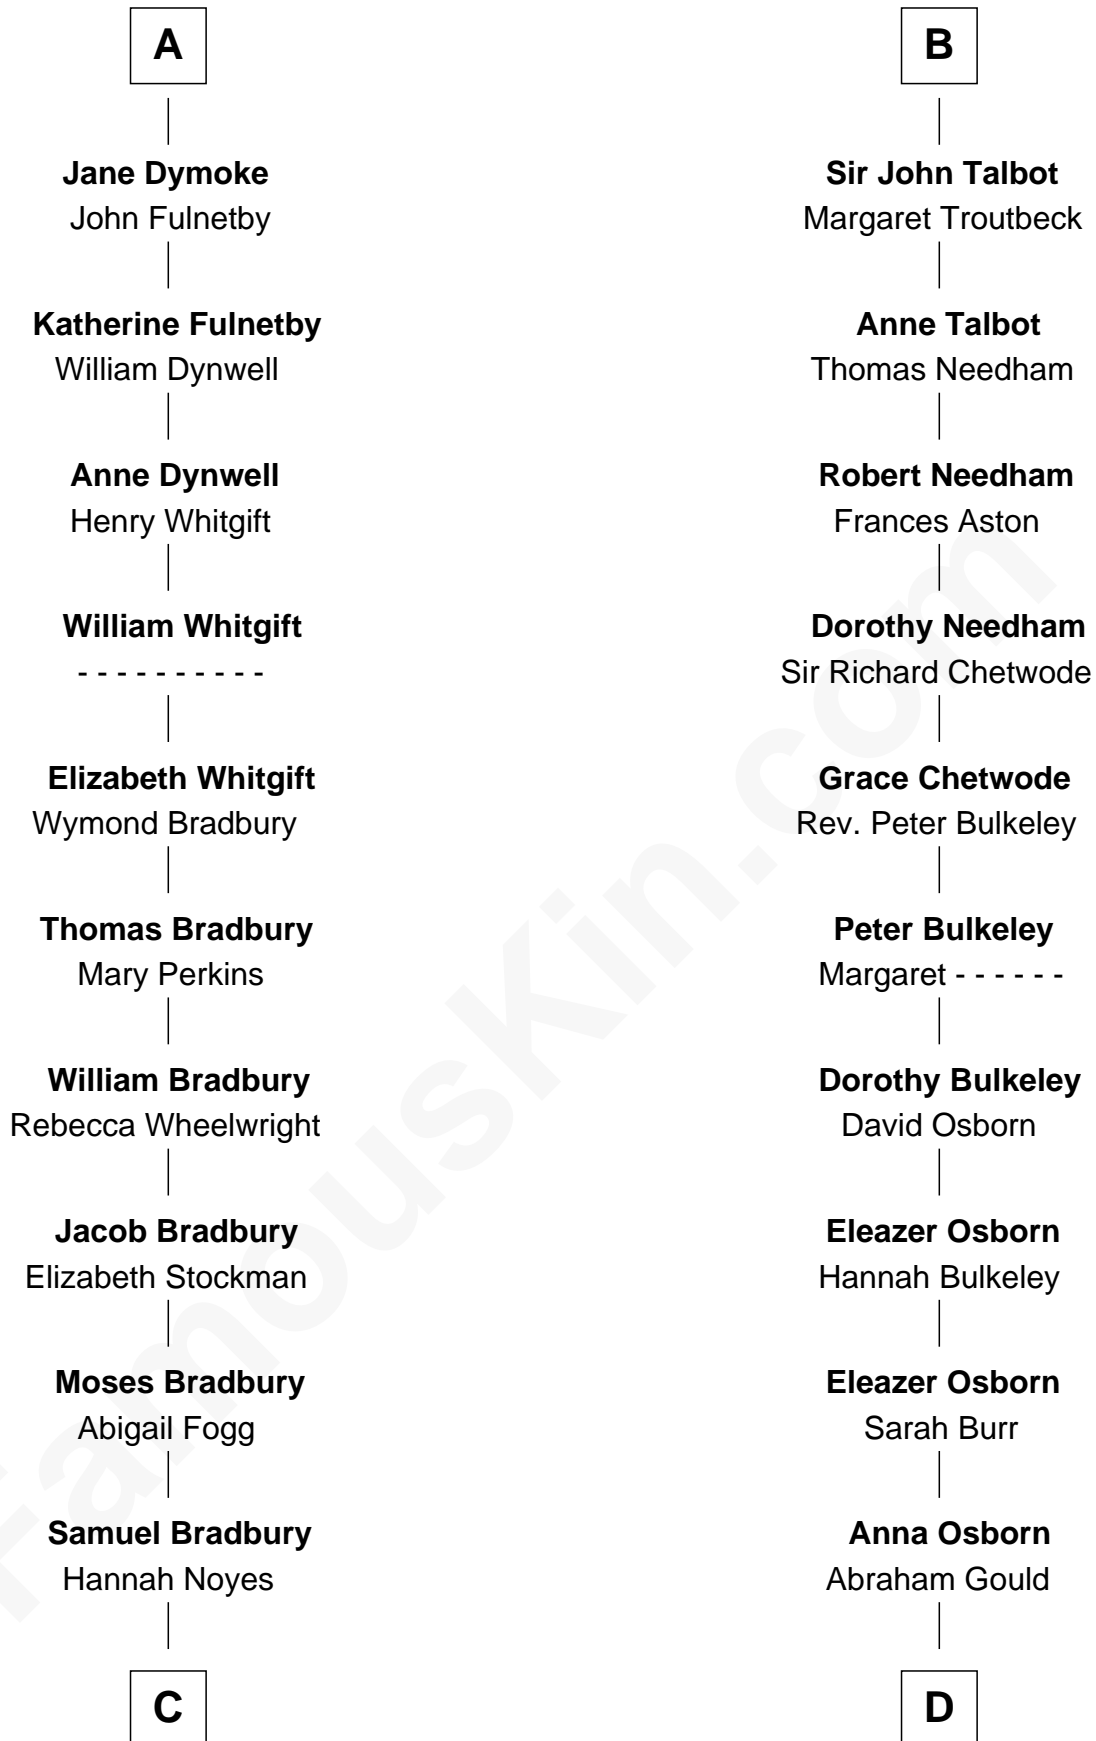 A
Jane Dymoke
John Fulnetby
Katherine Fulnetby
William Dynwell
Anne Dynwell
Henry Whitgift
William Whitgift
- - - - - - - - - -
Elizabeth Whitgift
Wymond Bradbury
Thomas Bradbury
Mary Perkins
William Bradbury
Rebecca Wheelwright
Jacob Bradbury
Elizabeth Stockman
Moses Bradbury
Abigail Fogg
Samuel Bradbury
Hannah Noyes
C
B
Sir John Talbot
Margaret Troutbeck
Anne Talbot
Thomas Needham
Robert Needham
Frances Aston
Dorothy Needham
Sir Richard Chetwode
Grace Chetwode
Rev. Peter Bulkeley
Peter Bulkeley
Margaret - - - - - -
Dorothy Bulkeley
David Osborn
Eleazer Osborn
Hannah Bulkeley
Eleazer Osborn
Sarah Burr
Anna Osborn
Abraham Gould
D
FamousKin.com